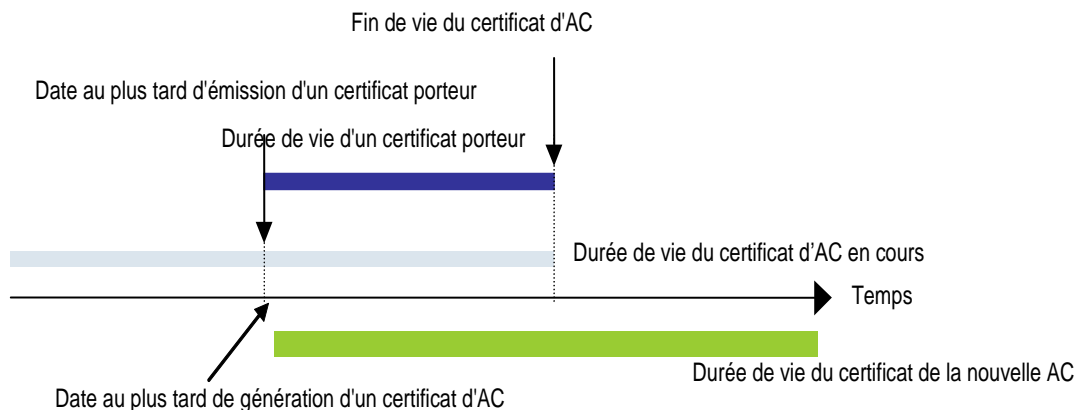 Fin de vie du certificat d'AC
Date au plus tard d'émission d'un certificat porteur
Durée de vie d'un certificat porteur
Durée de vie du certificat d’AC en cours
Temps
Durée de vie du certificat de la nouvelle AC
Date au plus tard de génération d'un certificat d'AC